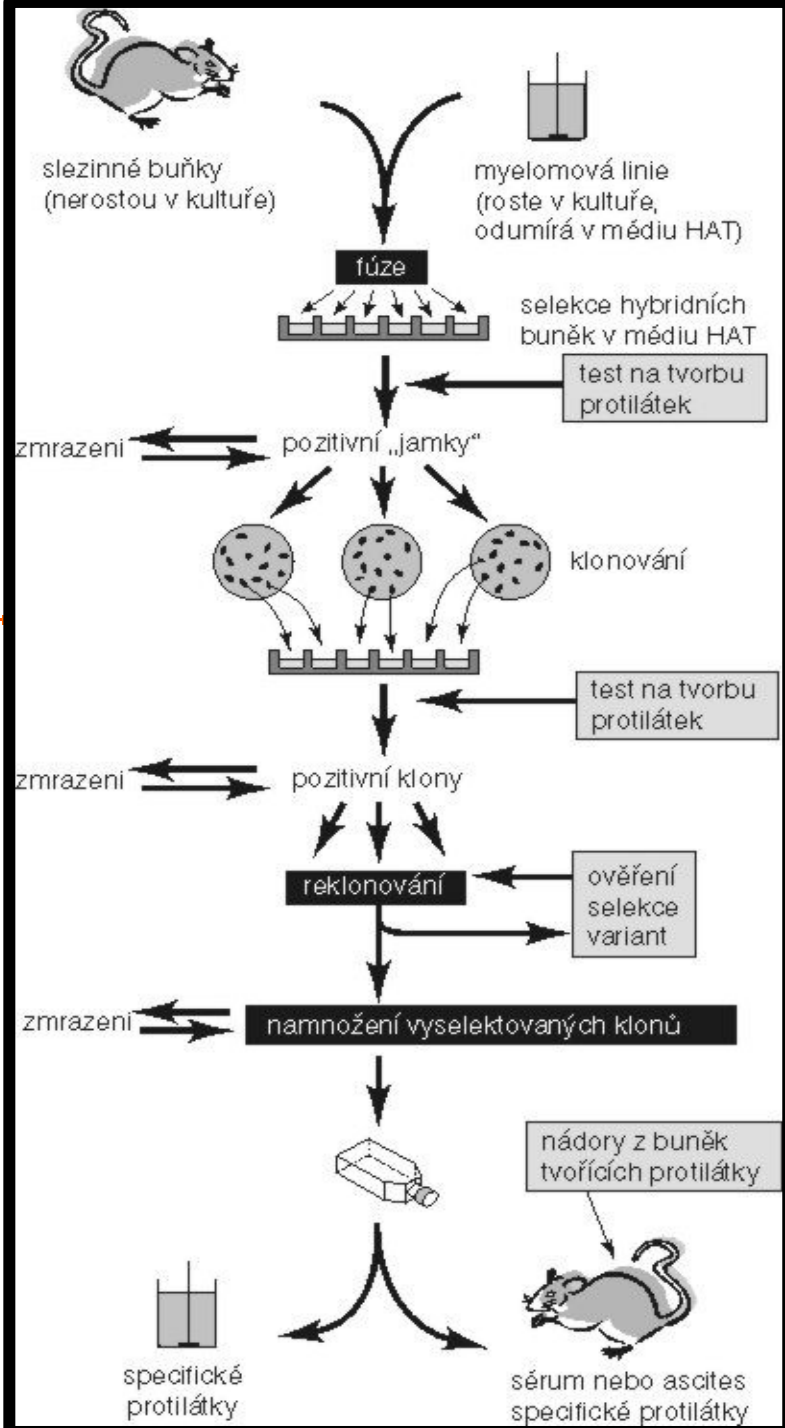 slezinné buňky
(nerostou v kultuře)
myelomová linie
(roste v kultuře,
odumírá v médiu HAT)
fúze
selekce hybridních
buněk v médiu HAT
test na tvorbu
protilátek
zmrazeni
pozitivní „jamky“
klonování
test na tvorbu
protilátek
zmrazeni
pozitivní klony
reklonování
ověření
selekce
variant
zmrazeni
namnožení vyselektovaných klonů
nádory z buněk
tvořících protilátky
specifické
protilátky
sérum nebo ascites
specifické protilátky